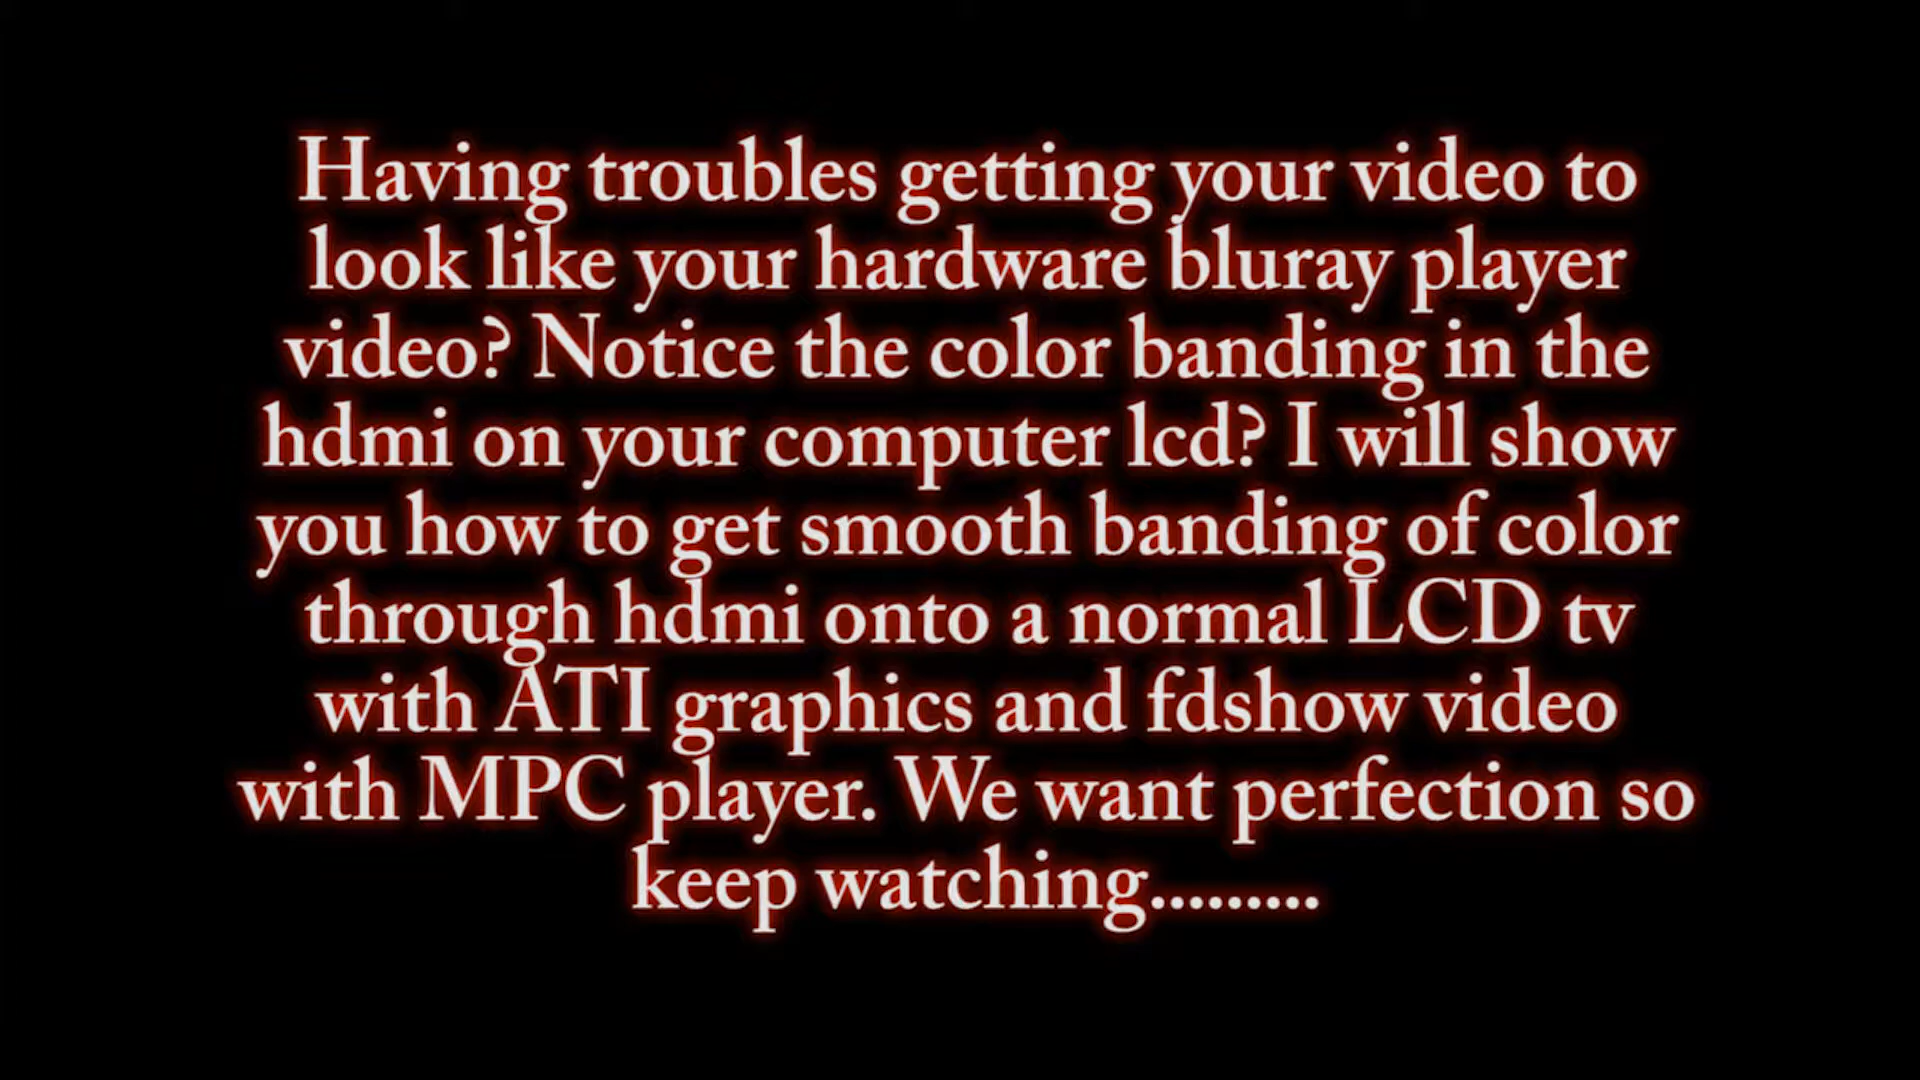 Having troubles getting your video to
look like your hardware bluray player
video? Notice the color banding in the
hdmi on your computer lcd? I will show
you how to get smooth banding of color
through hdmi onto a normal LCD tv
with ATI graphics and fdshow video
with MPC player. We want perfection so
keep watching.........